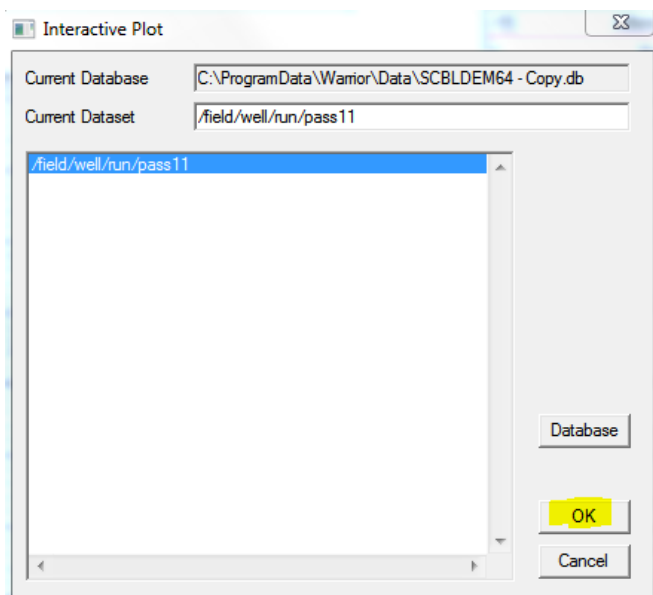 Interactive Plot
Current Database C:\ProgramData\Warrior\Data\SCBLDEM64 - Copy.db
Current Dataset /field/well/run/pass11
/field/well/run/pass11
Database
OK
Cancel